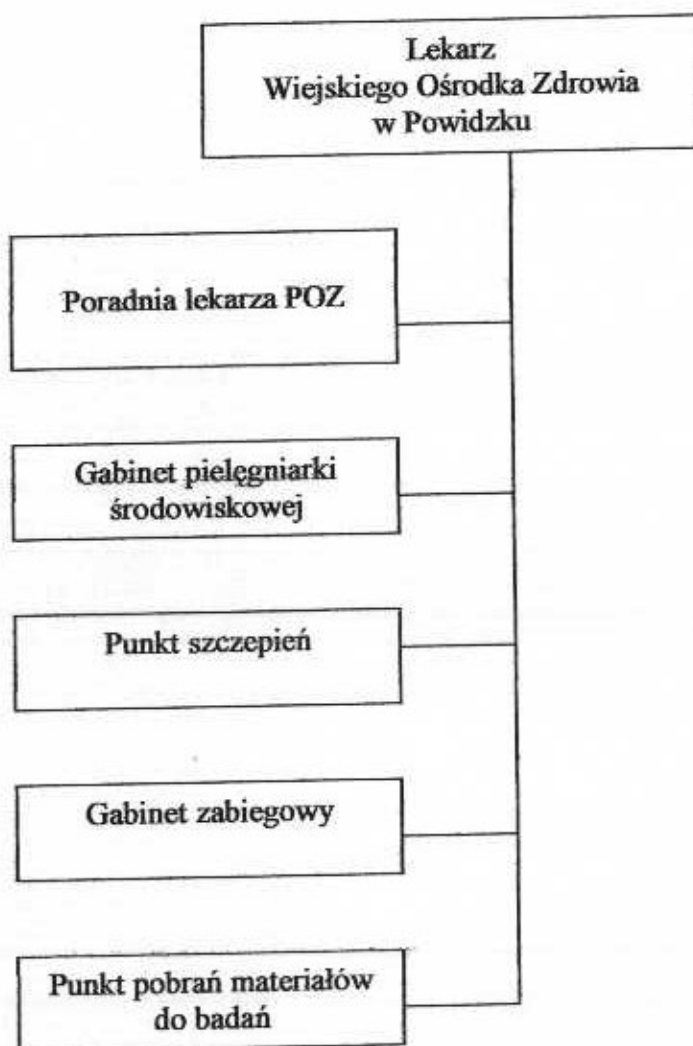 Lekarz
Wiejskiego Ośrodka Zdrowia
w Powidzku
Poradnia lekarza POZ
Gabinet pielęgniarki
środowiskowej
Punkt szczepień
Gabinet zabiegowy
Punkt pobrań materiałów
do badań